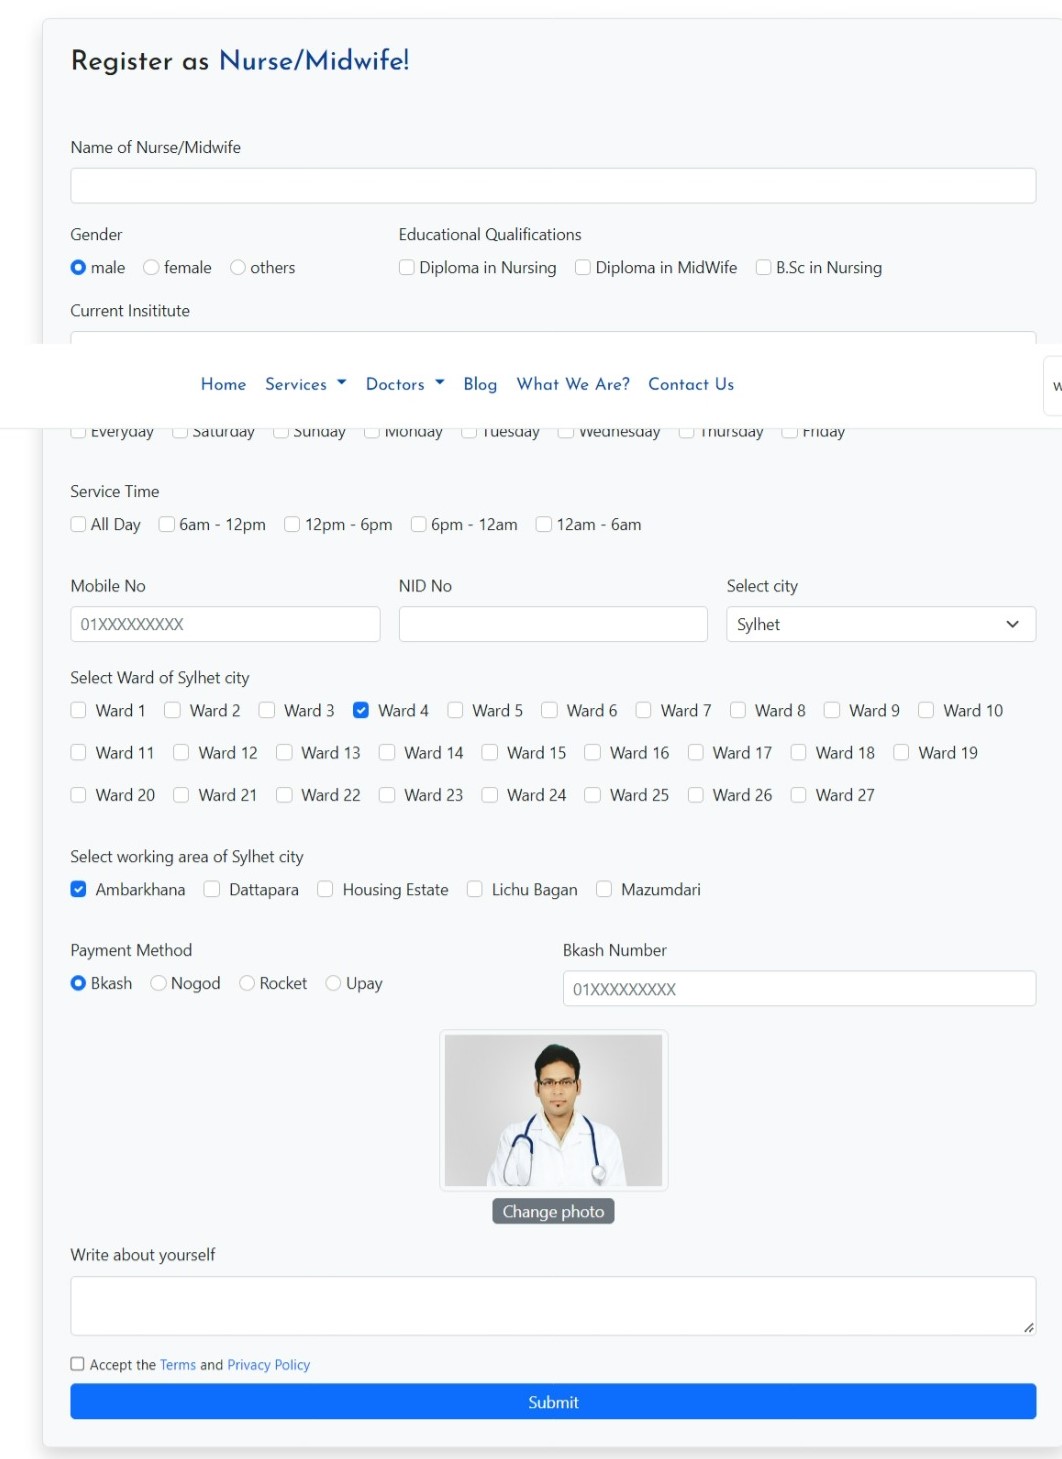 Register as Nurse/Midwife!
Name of Nurse/Midwife
Gender
male female others
Educational Qualifications
Diploma in Nursing Diploma in MidWife B.Sc in Nursing
Current Insititute
Home Services Doctors Blog What We Are? Contact Us
Everyday Saturday Sunday Monday Tuesday Wednesday Thursday Friday
Service Time
All Day 6am - 12pm 12pm - 6pm 6pm - 12am 12am - 6am
Mobile No
01XXXXXXXXX
NID No
Select city
Sylhet
Select Ward of Sylhet city
Ward 1 Ward 2 Ward 3 Ward 4 Ward 5 Ward 6 Ward 7 Ward 8 Ward 9 Ward 10
Ward 11 Ward 12 Ward 13 Ward 14 Ward 15 Ward 16 Ward 17 Ward 18 Ward 19
Ward 20 Ward 21 Ward 22 Ward 23 Ward 24 Ward 25 Ward 26 Ward 27
Select working area of Sylhet city
Ambarkhana Dattapara Housing Estate Lichu Bagan Mazumdari
Payment Method
Bkash Nogod Rocket Upay
Bkash Number
01XXXXXXXXX
Change photo
Write about yourself
Accept the Terms and Privacy Policy
Submit